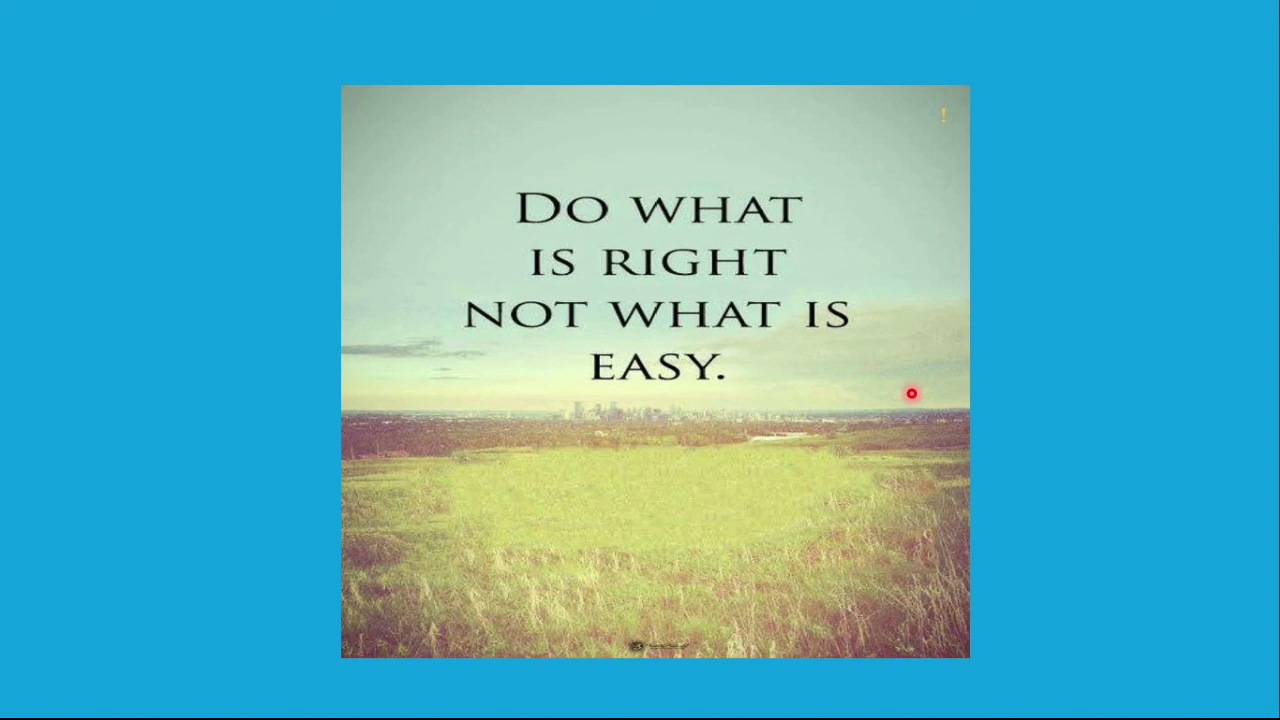 !
Do what
is right
not what is
easy.